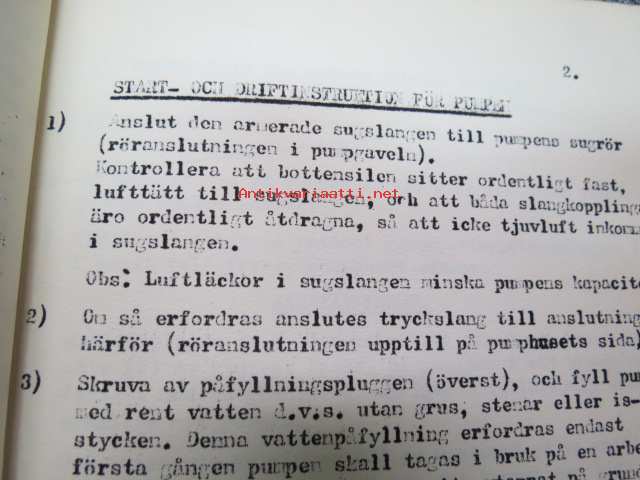 2.
START- OCH DRIFTINSTRUKTION FÖR PUMPEN
1) Anslut den armerade sugslangen till pumpens sugrör
(röranslutningen i pumpgaveln).
Kontrollera att bottensilen sitter ordentligt fast,
lufttätt till sugslangen, och att båda slangkoppling
äro ordentligt åtdragna, så att icke tjuvluft inkom
i sugslangen.
Antikvariaatti.net
Obs: Luftläckor i sugslangen minska pumpens kapacite
2) Om så erfordras anslutes tryckslang till anslutning
härför (röranslutningen upptill på pumphusets sida)
3) Skruva av påfyllningspluggen (överst), och fyll pu
med rent vatten d.v.s. utan grus, stenar eller is-
stycken. Denna vattenpåfyllning erfordras endast
första gången pumpen skall tagas i bruk på en arbe
på grund